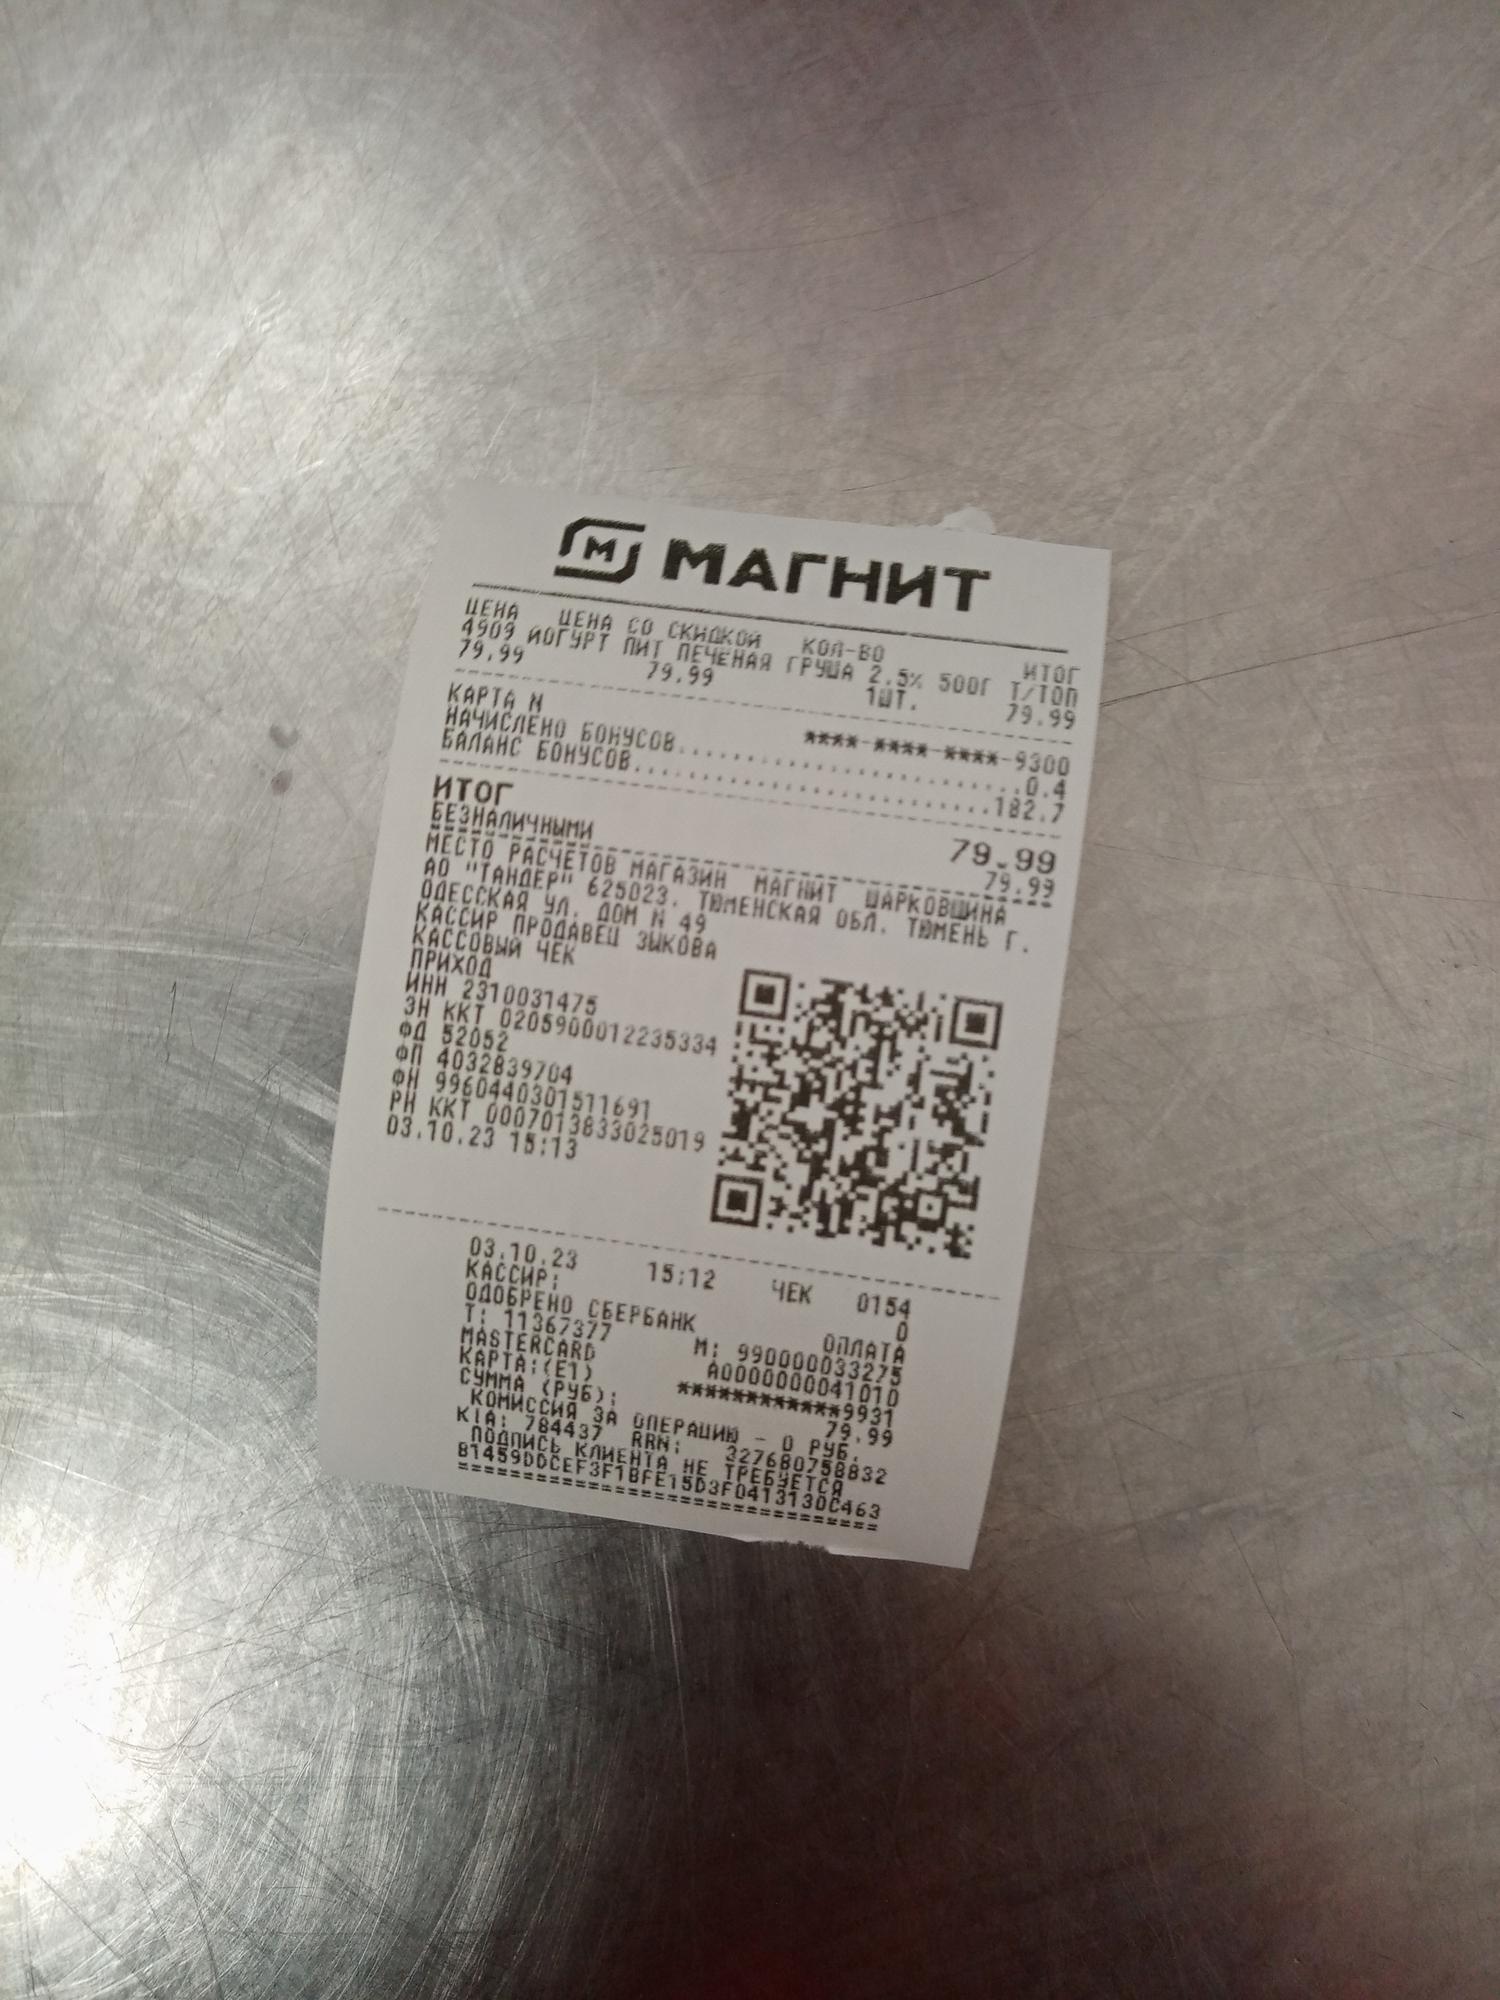 М МАГНИТ
ЦЕНА ЦЕНА СО СКИДКОЙ КОЛ-ВО ИТОГ
4909 ЙОГУРТ ПИТ ПЕЧЕНАЯ ГРУША 2.5% 500Г Т/ТОП
79.99 79.99 1ШТ. 79.99
КАРТА N ****-****-****-9300
НАЧИСЛЕНО БОНУСОВ..............................0.4
БАЛАНС БОНУСОВ..............................182.7
ИТОГ 79.99
БЕЗНАЛИЧНЫМИ 79.99
МЕСТО РАСЧЕТОВ МАГАЗИН МАГНИТ ШАРКОВЩИНА
АО "ТАНДЕР" 625023, ТЮМЕНСКАЯ ОБЛ. ТЮМЕНЬ Г.
ОДЕССКАЯ УЛ. ДОМ N 49
КАССИР ПРОДАВЕЦ ЗЫКОВА
КАССОВЫЙ ЧЕК
ПРИХОД
ИНН 2310031475
ЗН ККТ 0205900012235334
ФД 52052
ФП 4032839704
ФН 9960440301511691
РН ККТ 0007013833025019
03.10.23 15:13
03.10.23 15:12 ЧЕК 0154
КАССИР: 0
ОДОБРЕНО СБЕРБАНК ОПЛАТА
Т: 11367377 М: 990000033275
MASTERCARD A0000000041010
КАРТА:(E1) ************9931
СУММА (РУБ): 79.99
КОМИССИЯ ЗА ОПЕРАЦИЮ - 0 РУБ.
К/А: 784437 RRN: 327680758832
ПОДПИСЬ КЛИЕНТА НЕ ТРЕБУЕТСЯ
81459DDCEF3F1BFE15D3F0413130C463
================================